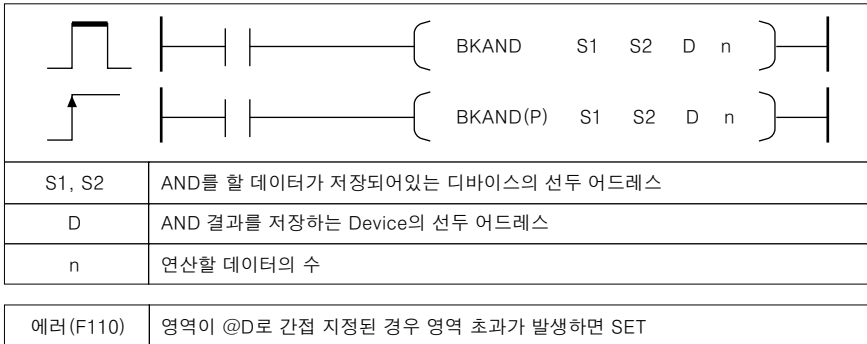 BKAND S1 S2 D n
BKAND(P) S1 S2 D n
S1, S2 AND를 할 데이터가 저장되어있는 디바이스의 선두 어드레스
D AND 결과를 저장하는 Device의 선두 어드레스
n 연산할 데이터의 수
에러(F110) 영역이 @D로 간접 지정된 경우 영역 초과가 발생하면 SET